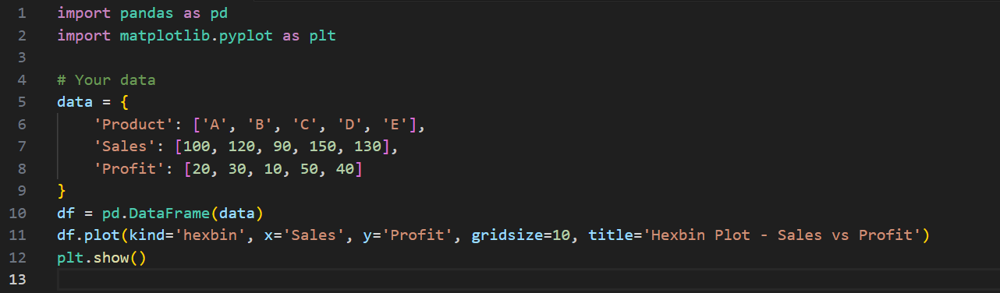 1 import pandas as pd
2 import matplotlib.pyplot as plt
3
4 # Your data
5 data = {
6     'Product': ['A', 'B', 'C', 'D', 'E'],
7     'Sales': [100, 120, 90, 150, 130],
8     'Profit': [20, 30, 10, 50, 40]
9 }
10 df = pd.DataFrame(data)
11 df.plot(kind='hexbin', x='Sales', y='Profit', gridsize=10, title='Hexbin Plot - Sales vs Profit')
12 plt.show()
13